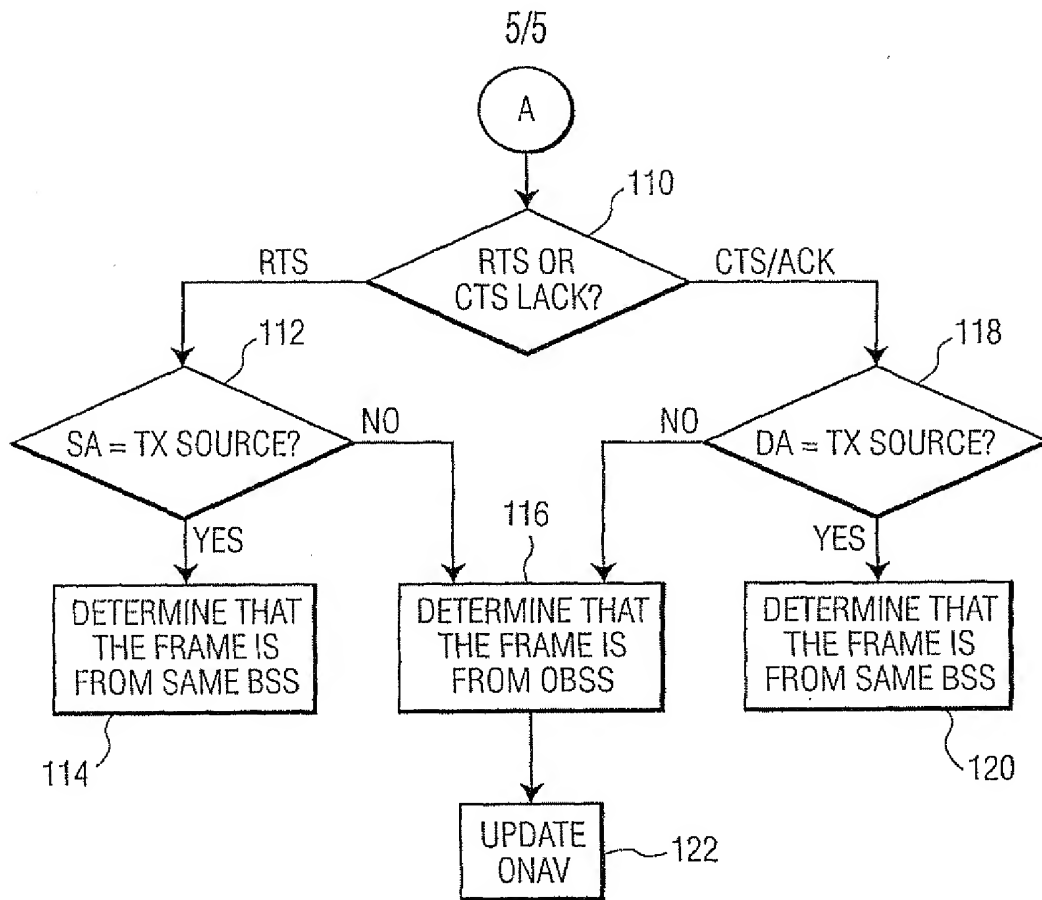 5/5
A
110
RTS OR
CTS LACK?
RTS
CTS/ACK
112
118
SA = TX SOURCE?
NO
NO
DA = TX SOURCE?
YES
116
YES
DETERMINE THAT
THE FRAME IS
FROM SAME BSS
DETERMINE THAT
THE FRAME IS
FROM OBSS
DETERMINE THAT
THE FRAME IS
FROM SAME BSS
114
120
UPDATE
ONAV
122